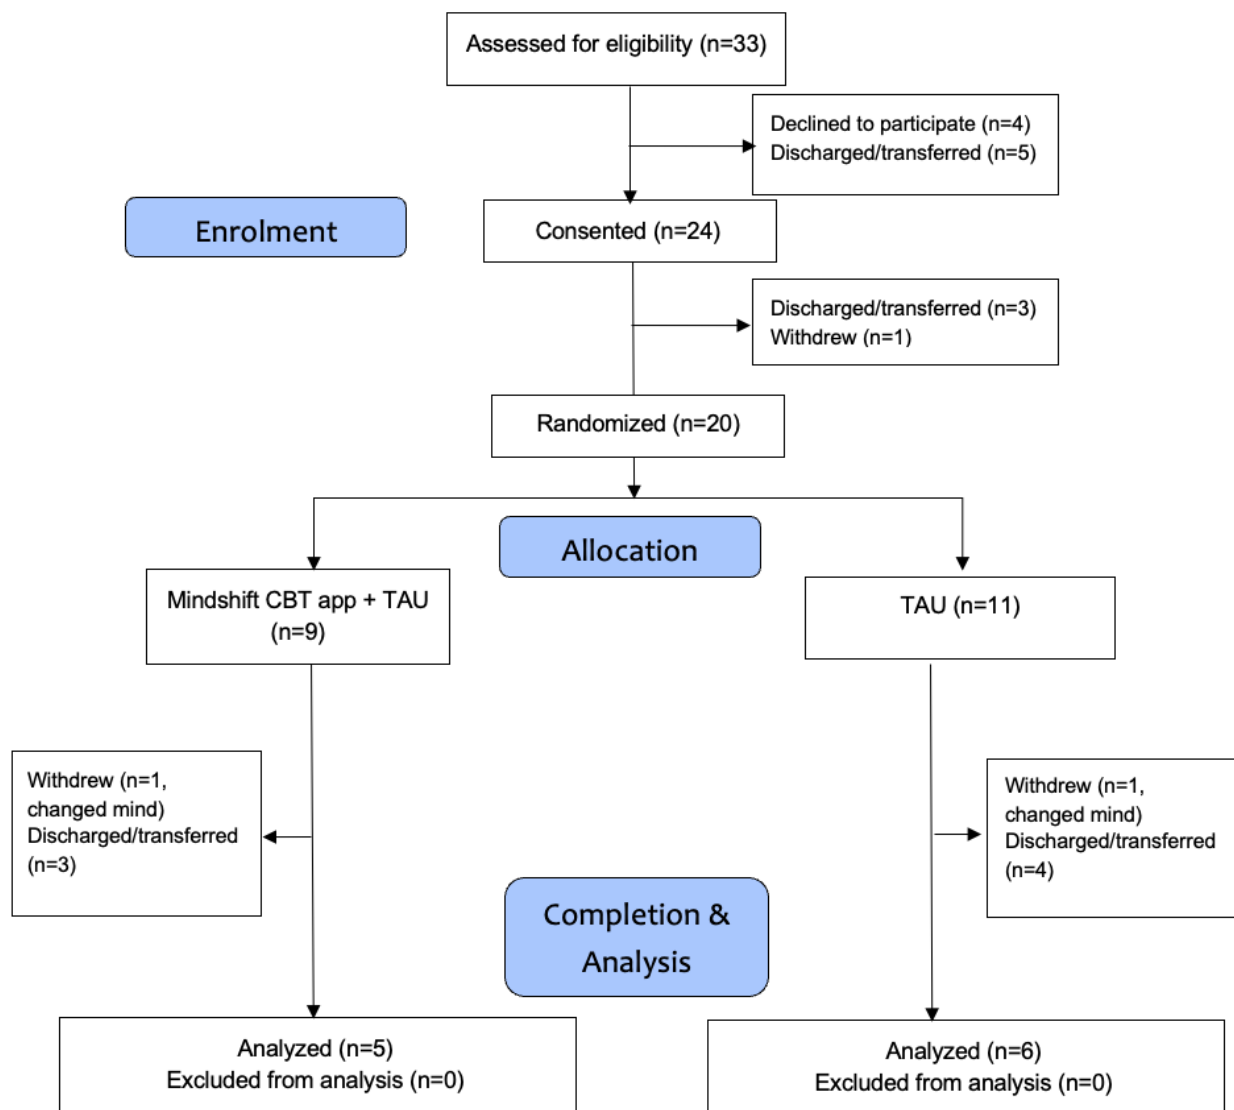 Assessed for eligibility (n=33)
Declined to participate (n=4)
Discharged/transferred (n=5)
Enrolment
Consented (n=24)
Discharged/transferred (n=3)
Withdrew (n=1)
Randomized (n=20)
Allocation
Mindshift CBT app + TAU
(n=9)
TAU (n=11)
Withdrew (n=1,
changed mind)
Discharged/transferred
(n=3)
Withdrew (n=1,
changed mind)
Discharged/transferred
(n=4)
Completion &
Analysis
Analyzed (n=5)
Excluded from analysis (n=0)
Analyzed (n=6)
Excluded from analysis (n=0)